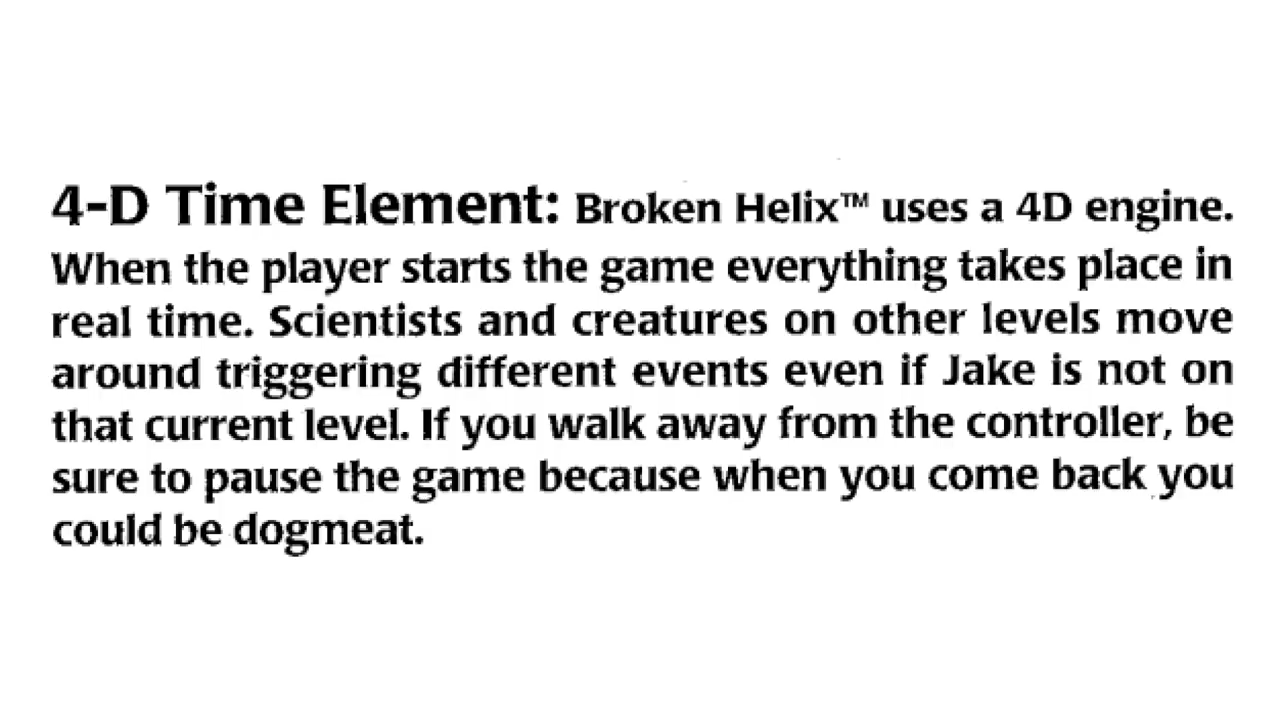 4-D Time Element: Broken Helix™ uses a 4D engine.
When the player starts the game everything takes place in
real time. Scientists and creatures on other levels move
around triggering different events even if Jake is not on
that current level. If you walk away from the controller, be
sure to pause the game because when you come back you
could be dogmeat.